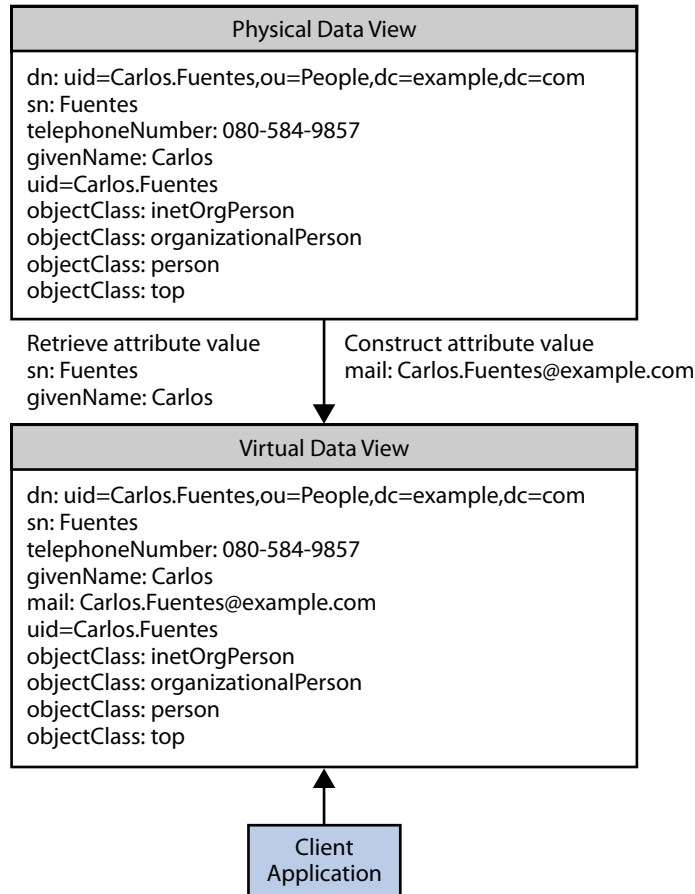 Physical Data View
dn: uid=Carlos.Fuentes,ou=People,dc=example,dc=com
sn: Fuentes
telephoneNumber: 080-584-9857
givenName: Carlos
uid=Carlos.Fuentes
objectClass: inetOrgPerson
objectClass: organizationalPerson
objectClass: person
objectClass: top
Retrieve attribute value
sn: Fuentes
givenName: Carlos
Construct attribute value
mail: Carlos.Fuentes@example.com
Virtual Data View
dn: uid=Carlos.Fuentes,ou=People,dc=example,dc=com
sn: Fuentes
telephoneNumber: 080-584-9857
givenName: Carlos
mail: Carlos.Fuentes@example.com
uid=Carlos.Fuentes
objectClass: inetOrgPerson
objectClass: organizationalPerson
objectClass: person
objectClass: top
Client
Application